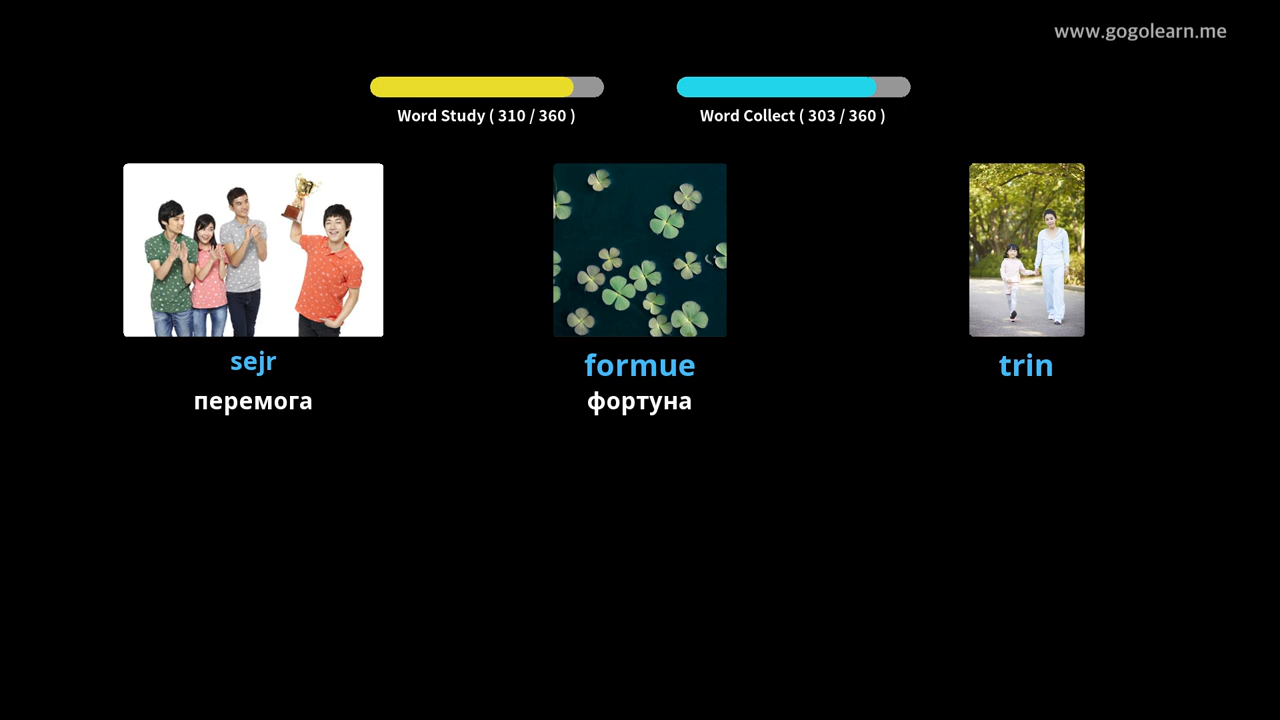 www.gogolearn.me
Word Study ( 310 / 360 )
Word Collect ( 303 / 360 )
sejr
formue
trin
перемога
фортуна